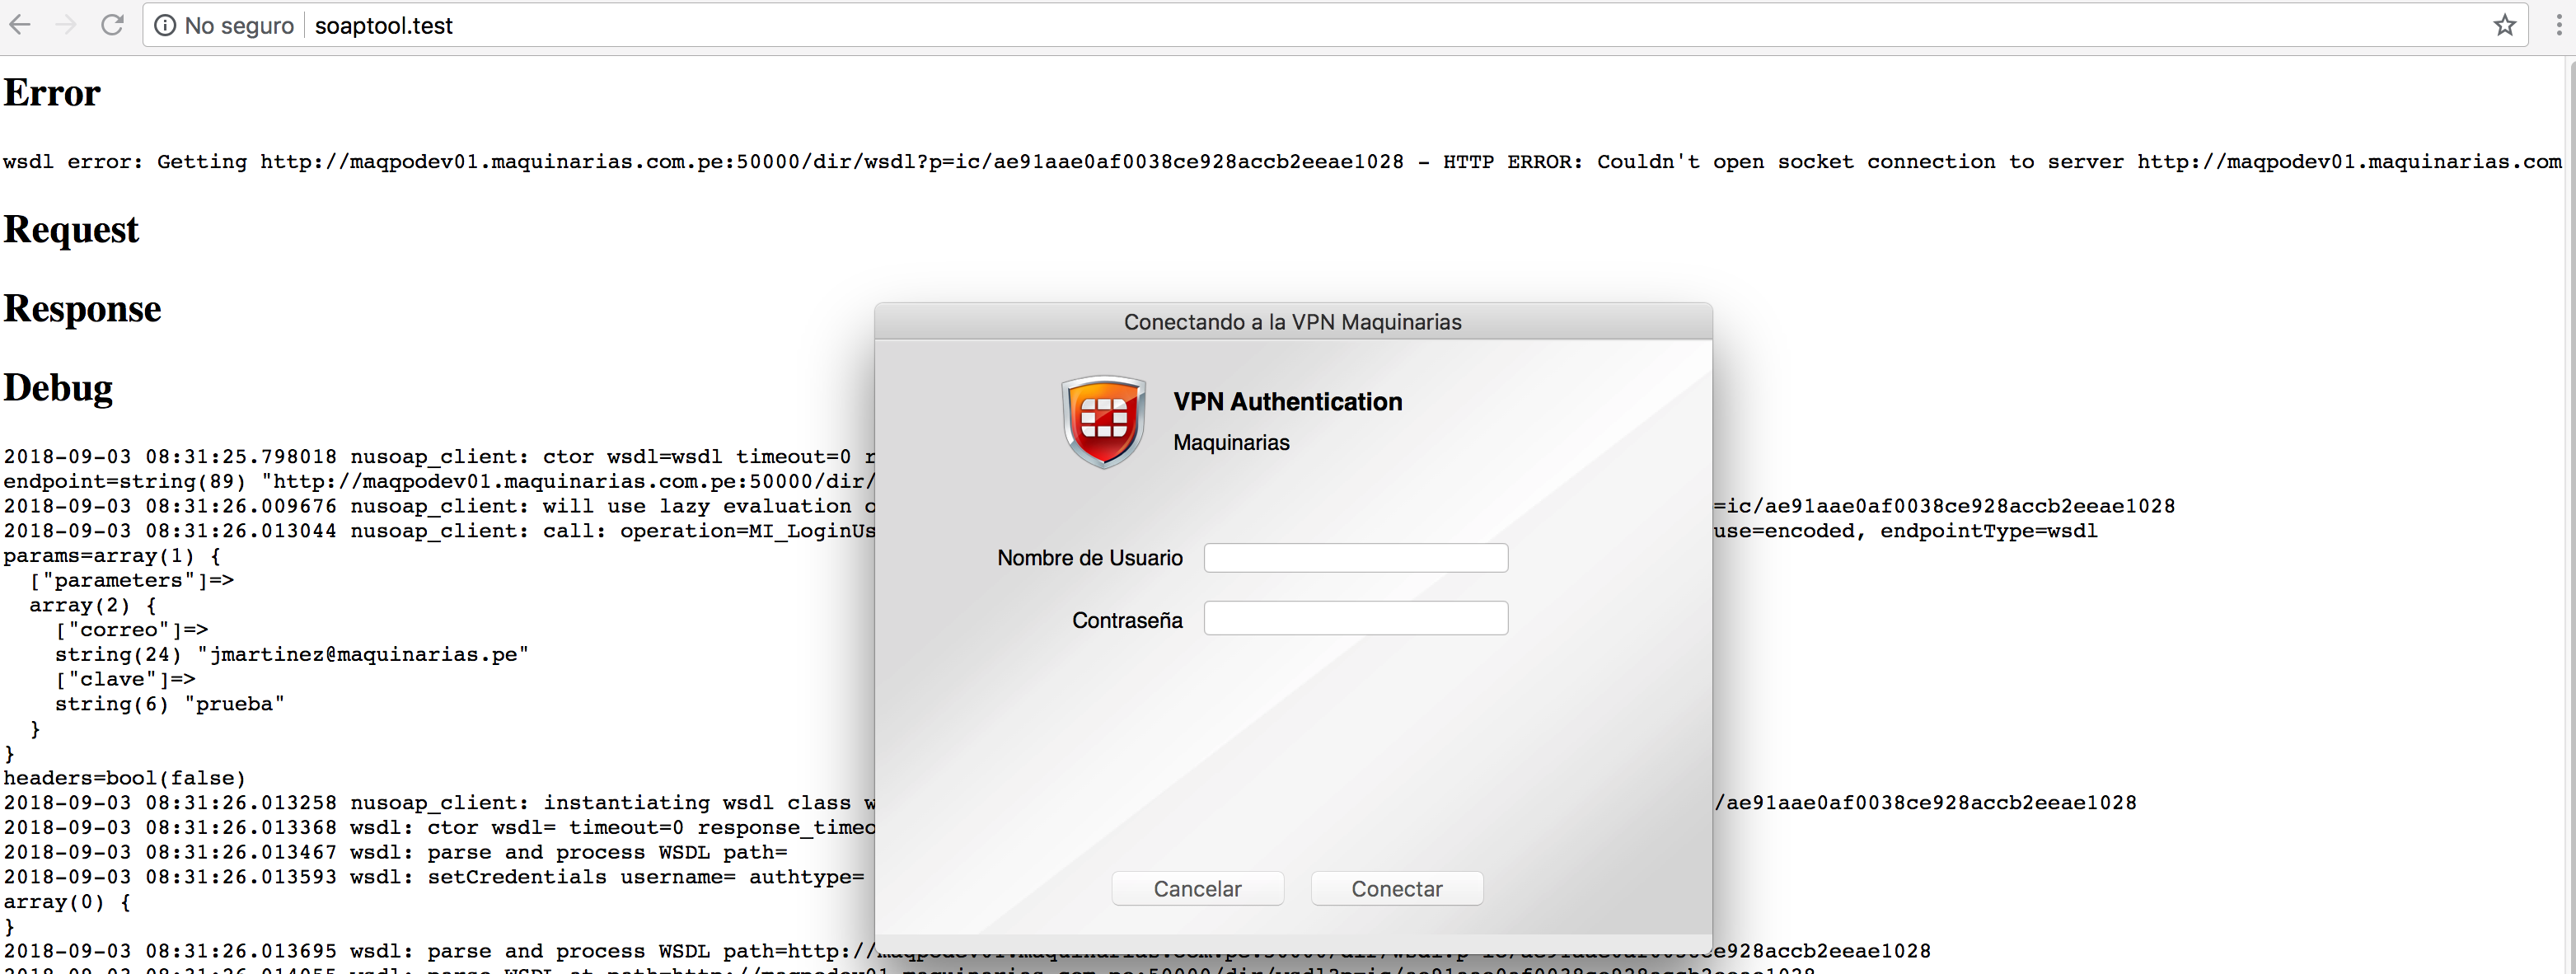 No seguro
soaptool.test
Error
wsdl error: Getting http://maqpodev01.maquinarias.com.pe:50000/dir/wsdl?p=ic/ae91aae0af0038ce928accb2eeae1028 - HTTP ERROR: Couldn't open socket connection to server http://maqpodev01.maquinarias.com
Request
Response
Debug
2018-09-03 08:31:25.798018 nusoap_client: ctor wsdl=wsdl timeout=0
endpoint=string(89) "http://maqpodev01.maquinarias.com.pe:50000/dir/
2018-09-03 08:31:26.009676 nusoap_client: will use lazy evaluation =ic/ae91aae0af0038ce928accb2eeae1028
2018-09-03 08:31:26.013044 nusoap_client: call: operation=MI_LoginUs use=encoded, endpointType=wsdl
params=array(1) {
["parameters"]=>
array(2) {
["correo"]=>
string(24) "jmartinez@maquinarias.pe"
["clave"]=>
string(6) "prueba"
}
}
headers=bool(false)
2018-09-03 08:31:26.013258 nusoap_client: instantiating wsdl class /ae91aae0af0038ce928accb2eeae1028
2018-09-03 08:31:26.013368 wsdl: ctor wsdl= timeout=0 response_timeo
2018-09-03 08:31:26.013467 wsdl: parse and process WSDL path=
2018-09-03 08:31:26.013593 wsdl: setCredentials username= authtype=
array(0) {
}
2018-09-03 08:31:26.013695 wsdl: parse and process WSDL path=http://maqpodev01.maquinarias.com.pe:50000/dir/wsdl?p=ic/ae91aae0af0038ce928accb2eeae1028
Conectando a la VPN Maquinarias
VPN Authentication
Maquinarias
Nombre de Usuario
Contraseña
Cancelar
Conectar